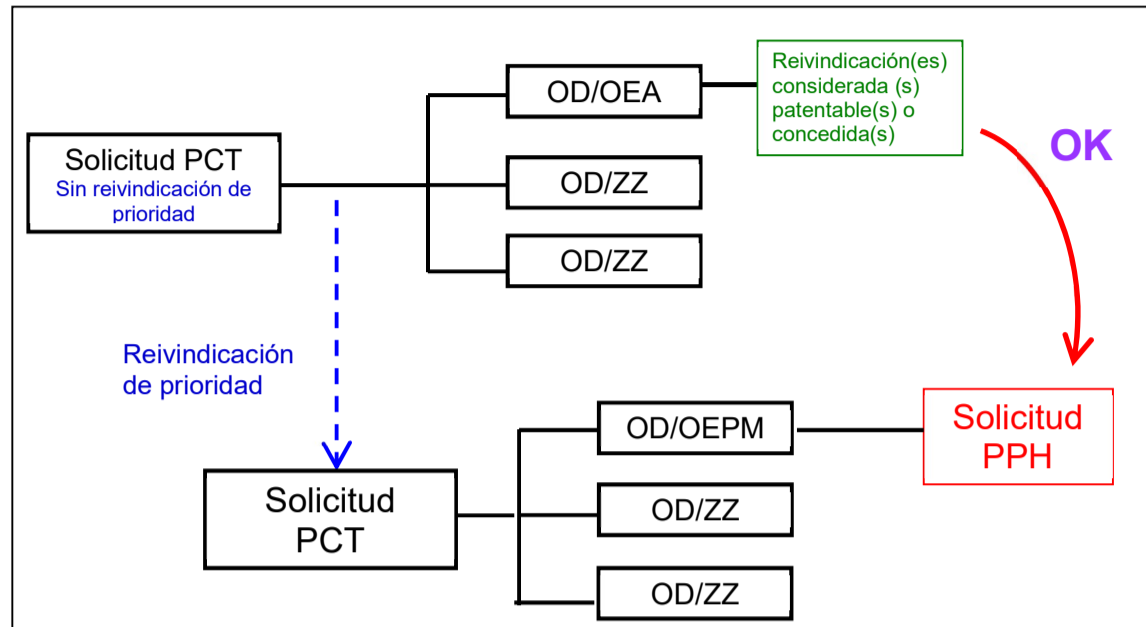 Solicitud PCT
Sin reivindicación de
prioridad
OD/OEA
OD/ZZ
OD/ZZ
Reivindicación(es)
considerada (s)
patentable(s) o
concedida(s)
OK
Reivindicación
de prioridad
Solicitud
PCT
OD/OEPM
OD/ZZ
OD/ZZ
Solicitud
PPH